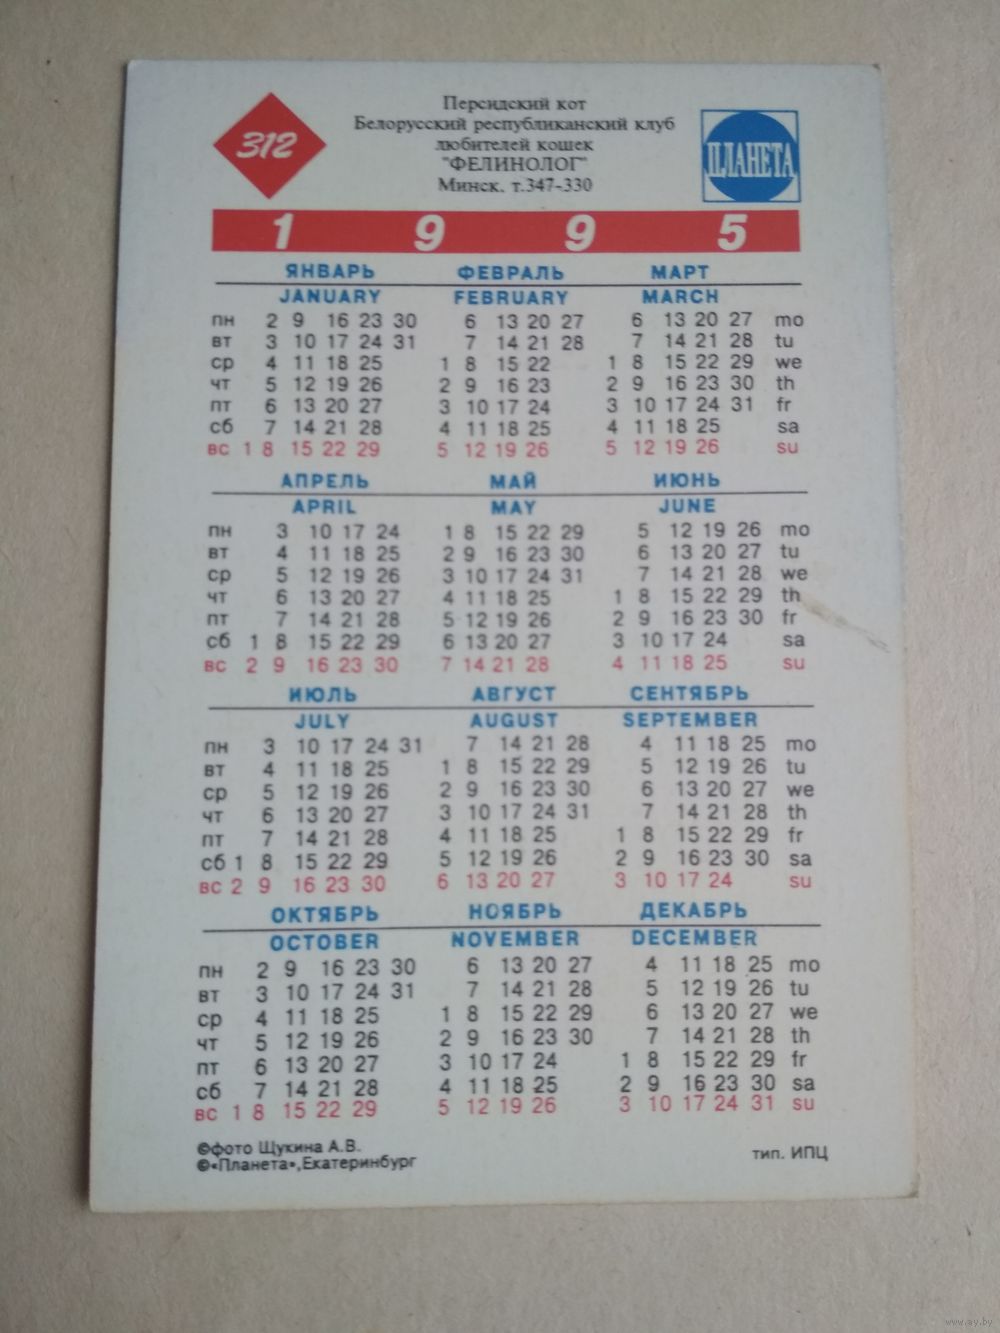 312
Персидский кот
Белорусский республиканский клуб
любителей кошек
"ФЕЛИНОЛОГ"
Минск. т.347-330
ПЛАНЕТА
1 9 9 5
ЯНВАРЬ ФЕВРАЛЬ МАРТ
JANUARY FEBRUARY MARCH
пн 2 9 16 23 30 6 13 20 27 6 13 20 27 mo
вт 3 10 17 24 31 7 14 21 28 7 14 21 28 tu
ср 4 11 18 25 1 8 15 22 1 8 15 22 29 we
чт 5 12 19 26 2 9 16 23 2 9 16 23 30 th
пт 6 13 20 27 3 10 17 24 3 10 17 24 31 fr
сб 7 14 21 28 4 11 18 25 4 11 18 25 sa
вс 1 8 15 22 29 5 12 19 26 5 12 19 26 su
АПРЕЛЬ МАЙ ИЮНЬ
APRIL MAY JUNE
пн 3 10 17 24 1 8 15 22 29 5 12 19 26 mo
вт 4 11 18 25 2 9 16 23 30 6 13 20 27 tu
ср 5 12 19 26 3 10 17 24 31 7 14 21 28 we
чт 6 13 20 27 4 11 18 25 1 8 15 22 29 th
пт 7 14 21 28 5 12 19 26 2 9 16 23 30 fr
сб 1 8 15 22 29 6 13 20 27 3 10 17 24 sa
вс 2 9 16 23 30 7 14 21 28 4 11 18 25 su
ИЮЛЬ АВГУСТ СЕНТЯБРЬ
JULY AUGUST SEPTEMBER
пн 3 10 17 24 31 7 14 21 28 4 11 18 25 mo
вт 4 11 18 25 1 8 15 22 29 5 12 19 26 tu
ср 5 12 19 26 2 9 16 23 30 6 13 20 27 we
чт 6 13 20 27 3 10 17 24 31 7 14 21 28 th
пт 7 14 21 28 4 11 18 25 1 8 15 22 29 fr
сб 1 8 15 22 29 5 12 19 26 2 9 16 23 30 sa
вс 2 9 16 23 30 6 13 20 27 3 10 17 24 su
ОКТЯБРЬ НОЯБРЬ ДЕКАБРЬ
OCTOBER NOVEMBER DECEMBER
пн 2 9 16 23 30 6 13 20 27 4 11 18 25 mo
вт 3 10 17 24 31 7 14 21 28 5 12 19 26 tu
ср 4 11 18 25 1 8 15 22 29 6 13 20 27 we
чт 5 12 19 26 2 9 16 23 30 7 14 21 28 th
пт 6 13 20 27 3 10 17 24 1 8 15 22 29 fr
сб 7 14 21 28 4 11 18 25 2 9 16 23 30 sa
вс 1 8 15 22 29 5 12 19 26 3 10 17 24 31 su
©фото Щукина А.В.
©«Планета»,Екатеринбург
тип. ИПЦ
www.ay.by